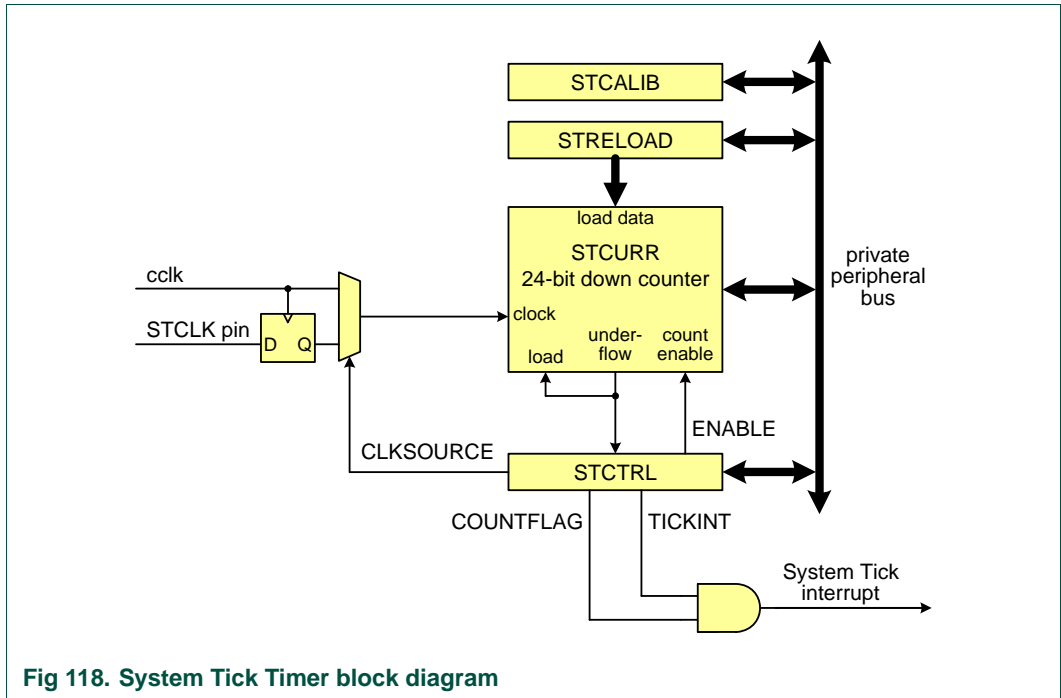 STCALIB
STRELOAD
load data
STCURR
24-bit down counter
private
peripheral
bus
cclk
clock
STCLK pin
D Q
under-
flow
count
enable
load
ENABLE
CLKSOURCE
STCTRL
COUNTFLAG
TICKINT
System Tick
interrupt
Fig 118. System Tick Timer block diagram